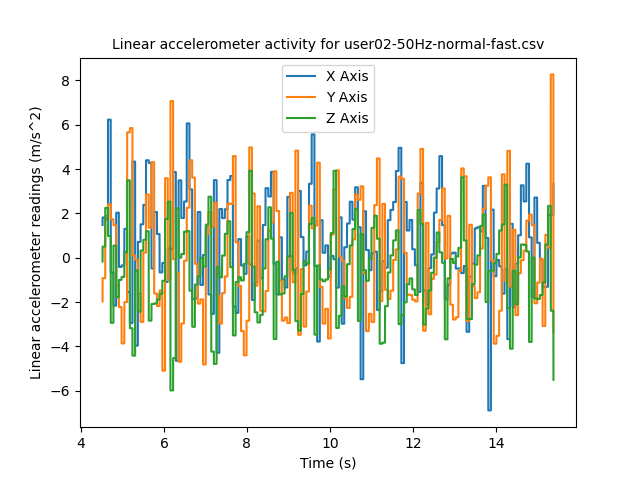 Linear accelerometer activity for user02-50Hz-normal-fast.csv
Linear accelerometer readings (m/s^2)
8
6
4
2
0
−2
−4
−6
X Axis
Y Axis
Z Axis
4
6
8
10
12
14
Time (s)